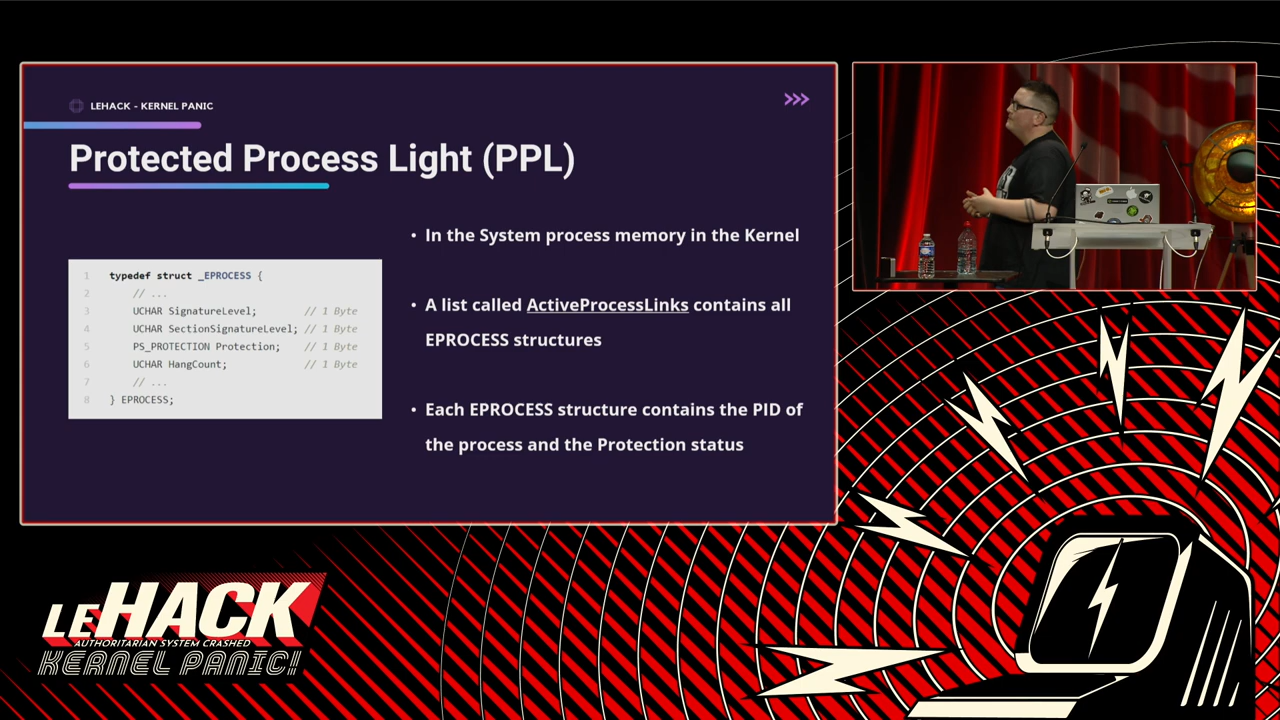 LEHACK - KERNEL PANIC
>>>
Protected Process Light (PPL)
1 typedef struct _EPROCESS {
2 // ...
3 UCHAR SignatureLevel; // 1 Byte
4 UCHAR SectionSignatureLevel; // 1 Byte
5 PS_PROTECTION Protection; // 1 Byte
6 UCHAR HangCount; // 1 Byte
7 // ...
8 } EPROCESS;
• In the System process memory in the Kernel
• A list called ActiveProcessLinks contains all
EPROCESS structures
• Each EPROCESS structure contains the PID of
the process and the Protection status
LEHACK
AUTHORITARIAN SYSTEM CRASHED
KERNEL PANIC!